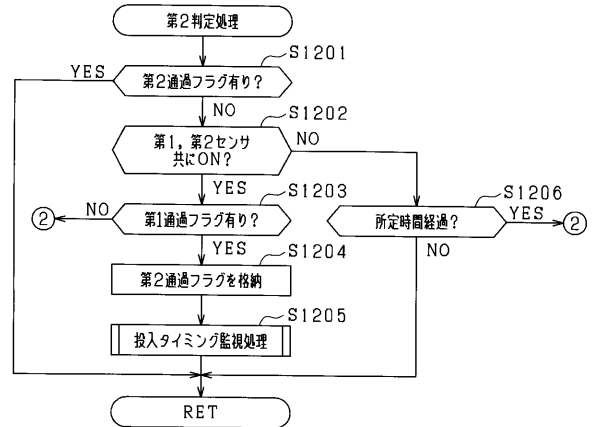 第2判定処理
S1201
YES
第2通過フラグ有り?
NO
S1202
第1,第2センサ
共にON?
NO
YES
S1203
S1206
②
NO
第1通過フラグ有り?
所定時間経過?
YES
②
YES
NO
S1204
第2通過フラグを格納
S1205
投入タイミング監視処理
RET